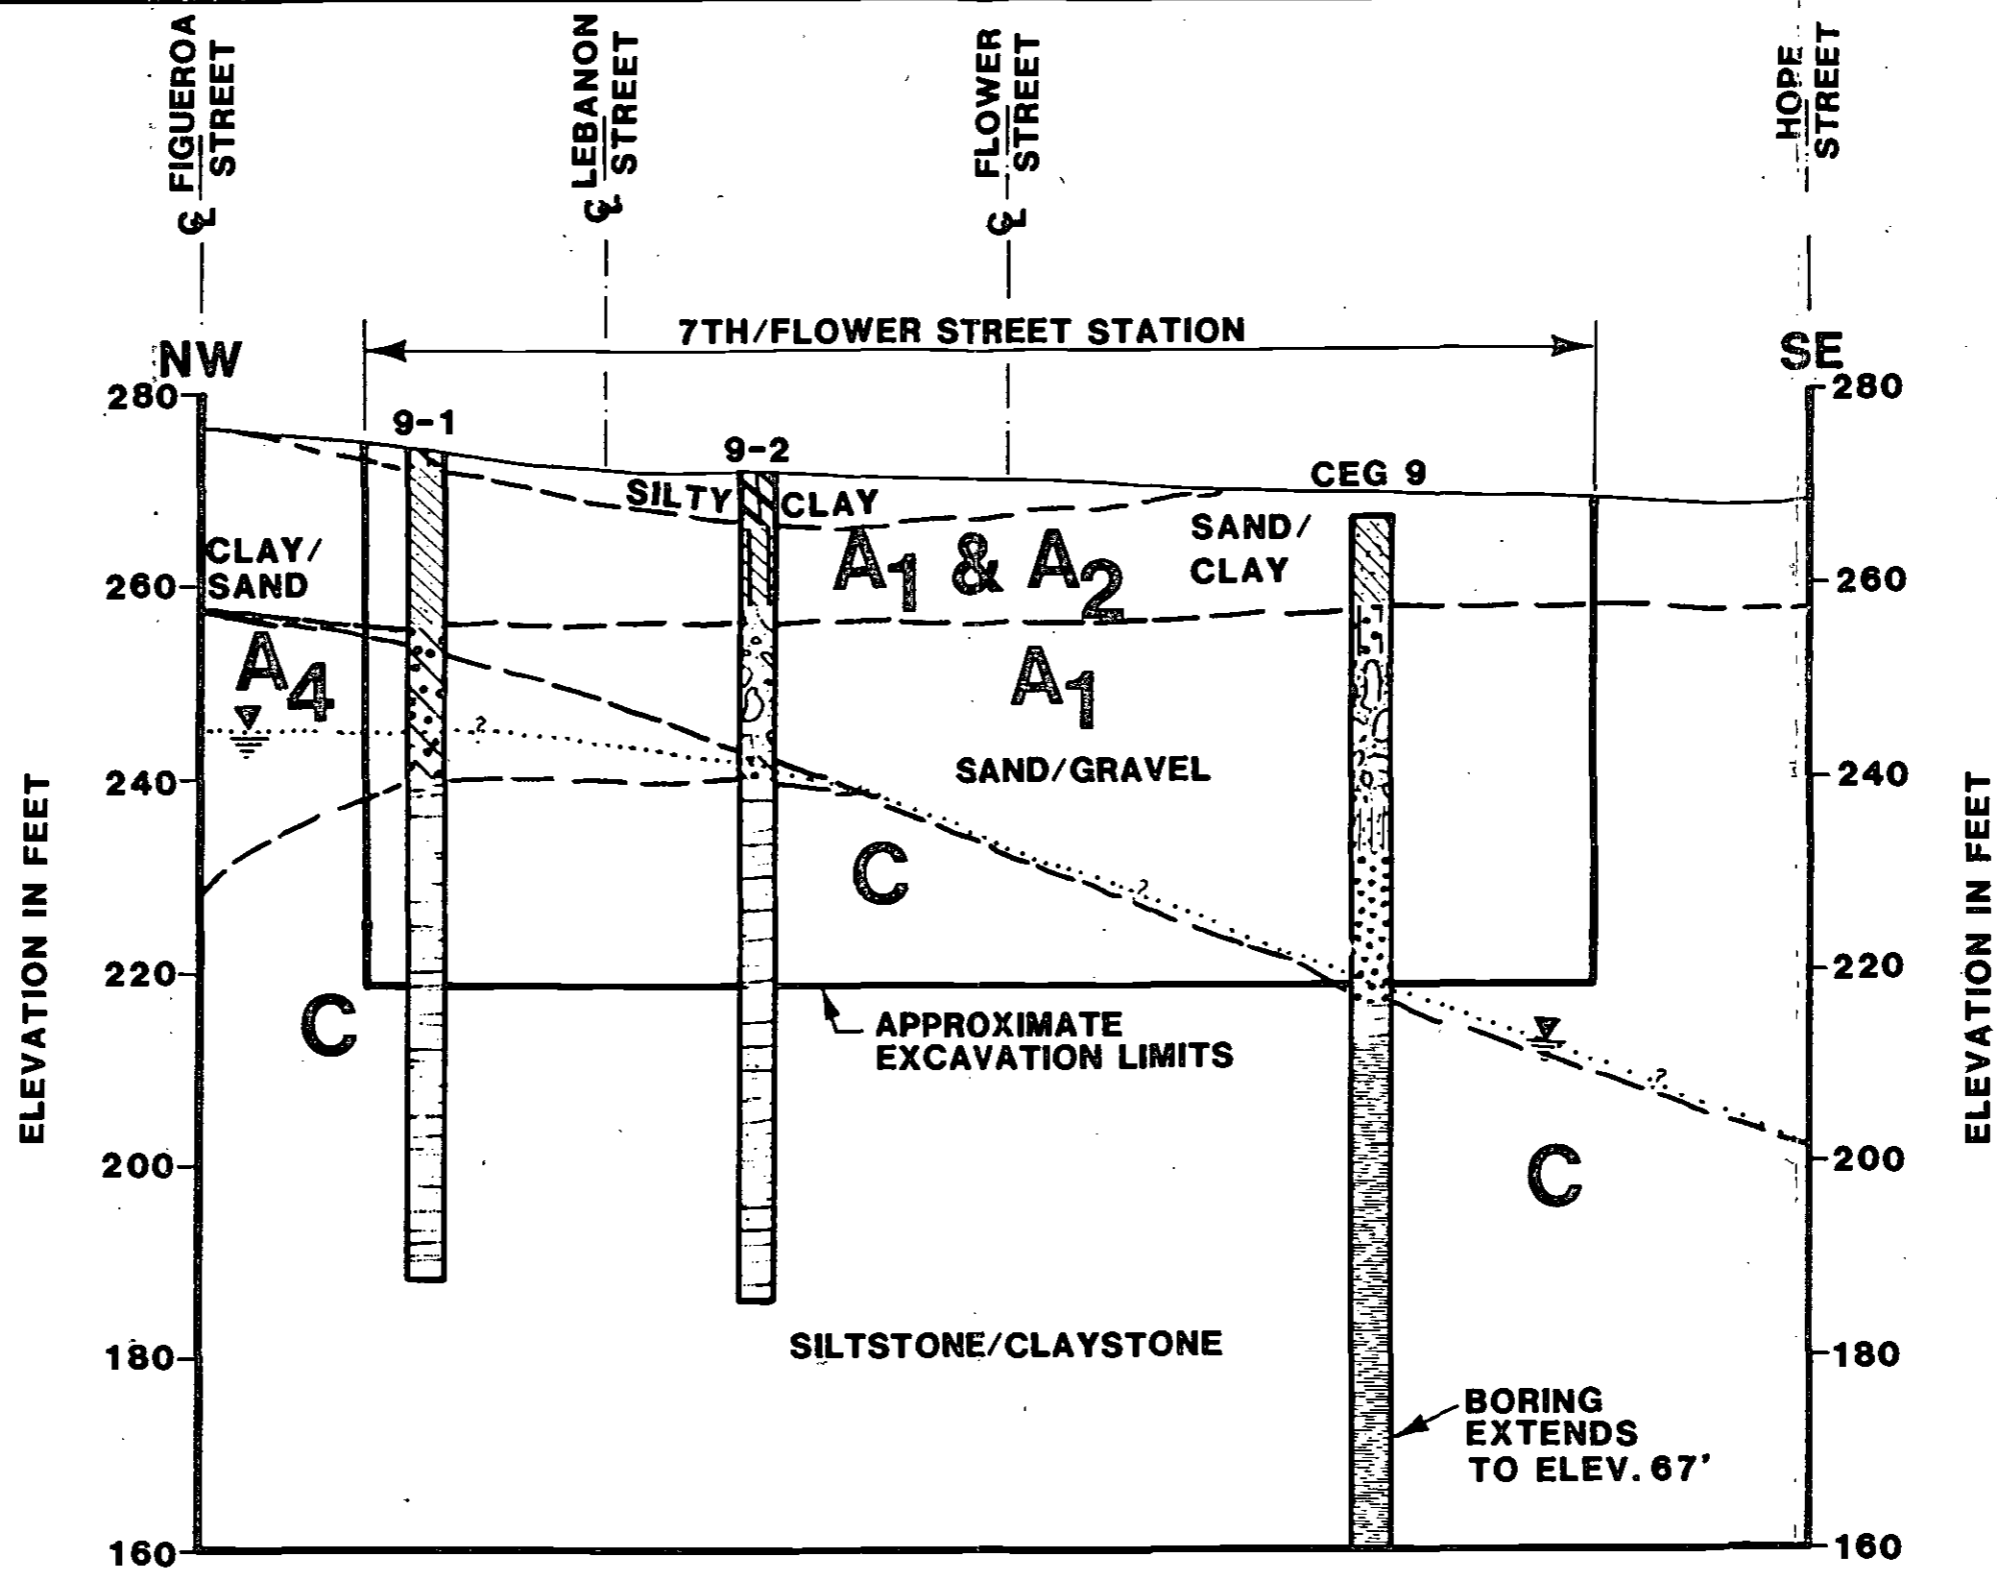 ℄ FIGUEROA
STREET
℄ LEBANON
STREET
℄ FLOWER
STREET
℄ HOPE
STREET
7TH/FLOWER STREET STATION
NW
SE
280
280
9-1
9-2
CEG 9
SILTY CLAY
SAND/
CLAY
CLAY/
SAND
A1 & A2
260
260
A4
A1
?
SAND/GRAVEL
240
240
C
?
220
220
C
APPROXIMATE
EXCAVATION LIMITS
?
200
200
C
SILTSTONE/CLAYSTONE
180
180
BORING
EXTENDS
TO ELEV. 67'
160
160
ELEVATION IN FEET
ELEVATION IN FEET